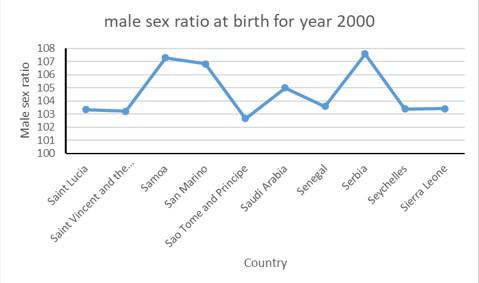 male sex ratio at birth for year 2000
Male sex ratio
108
107
106
105
104
103
102
101
100
Saint Lucia
Saint Vincent and the…
Samoa
San Marino
Sao Tome and Principe
Saudi Arabia
Senegal
Serbia
Seychelles
Sierra Leone
Country